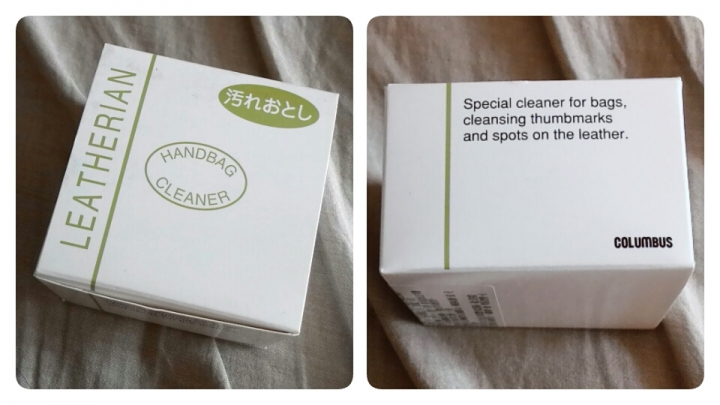 LEATHERIAN
汚れおとし
HANDBAG
CLEANER
Special cleaner for bags,
cleansing thumbmarks
and spots on the leather.
COLUMBUS